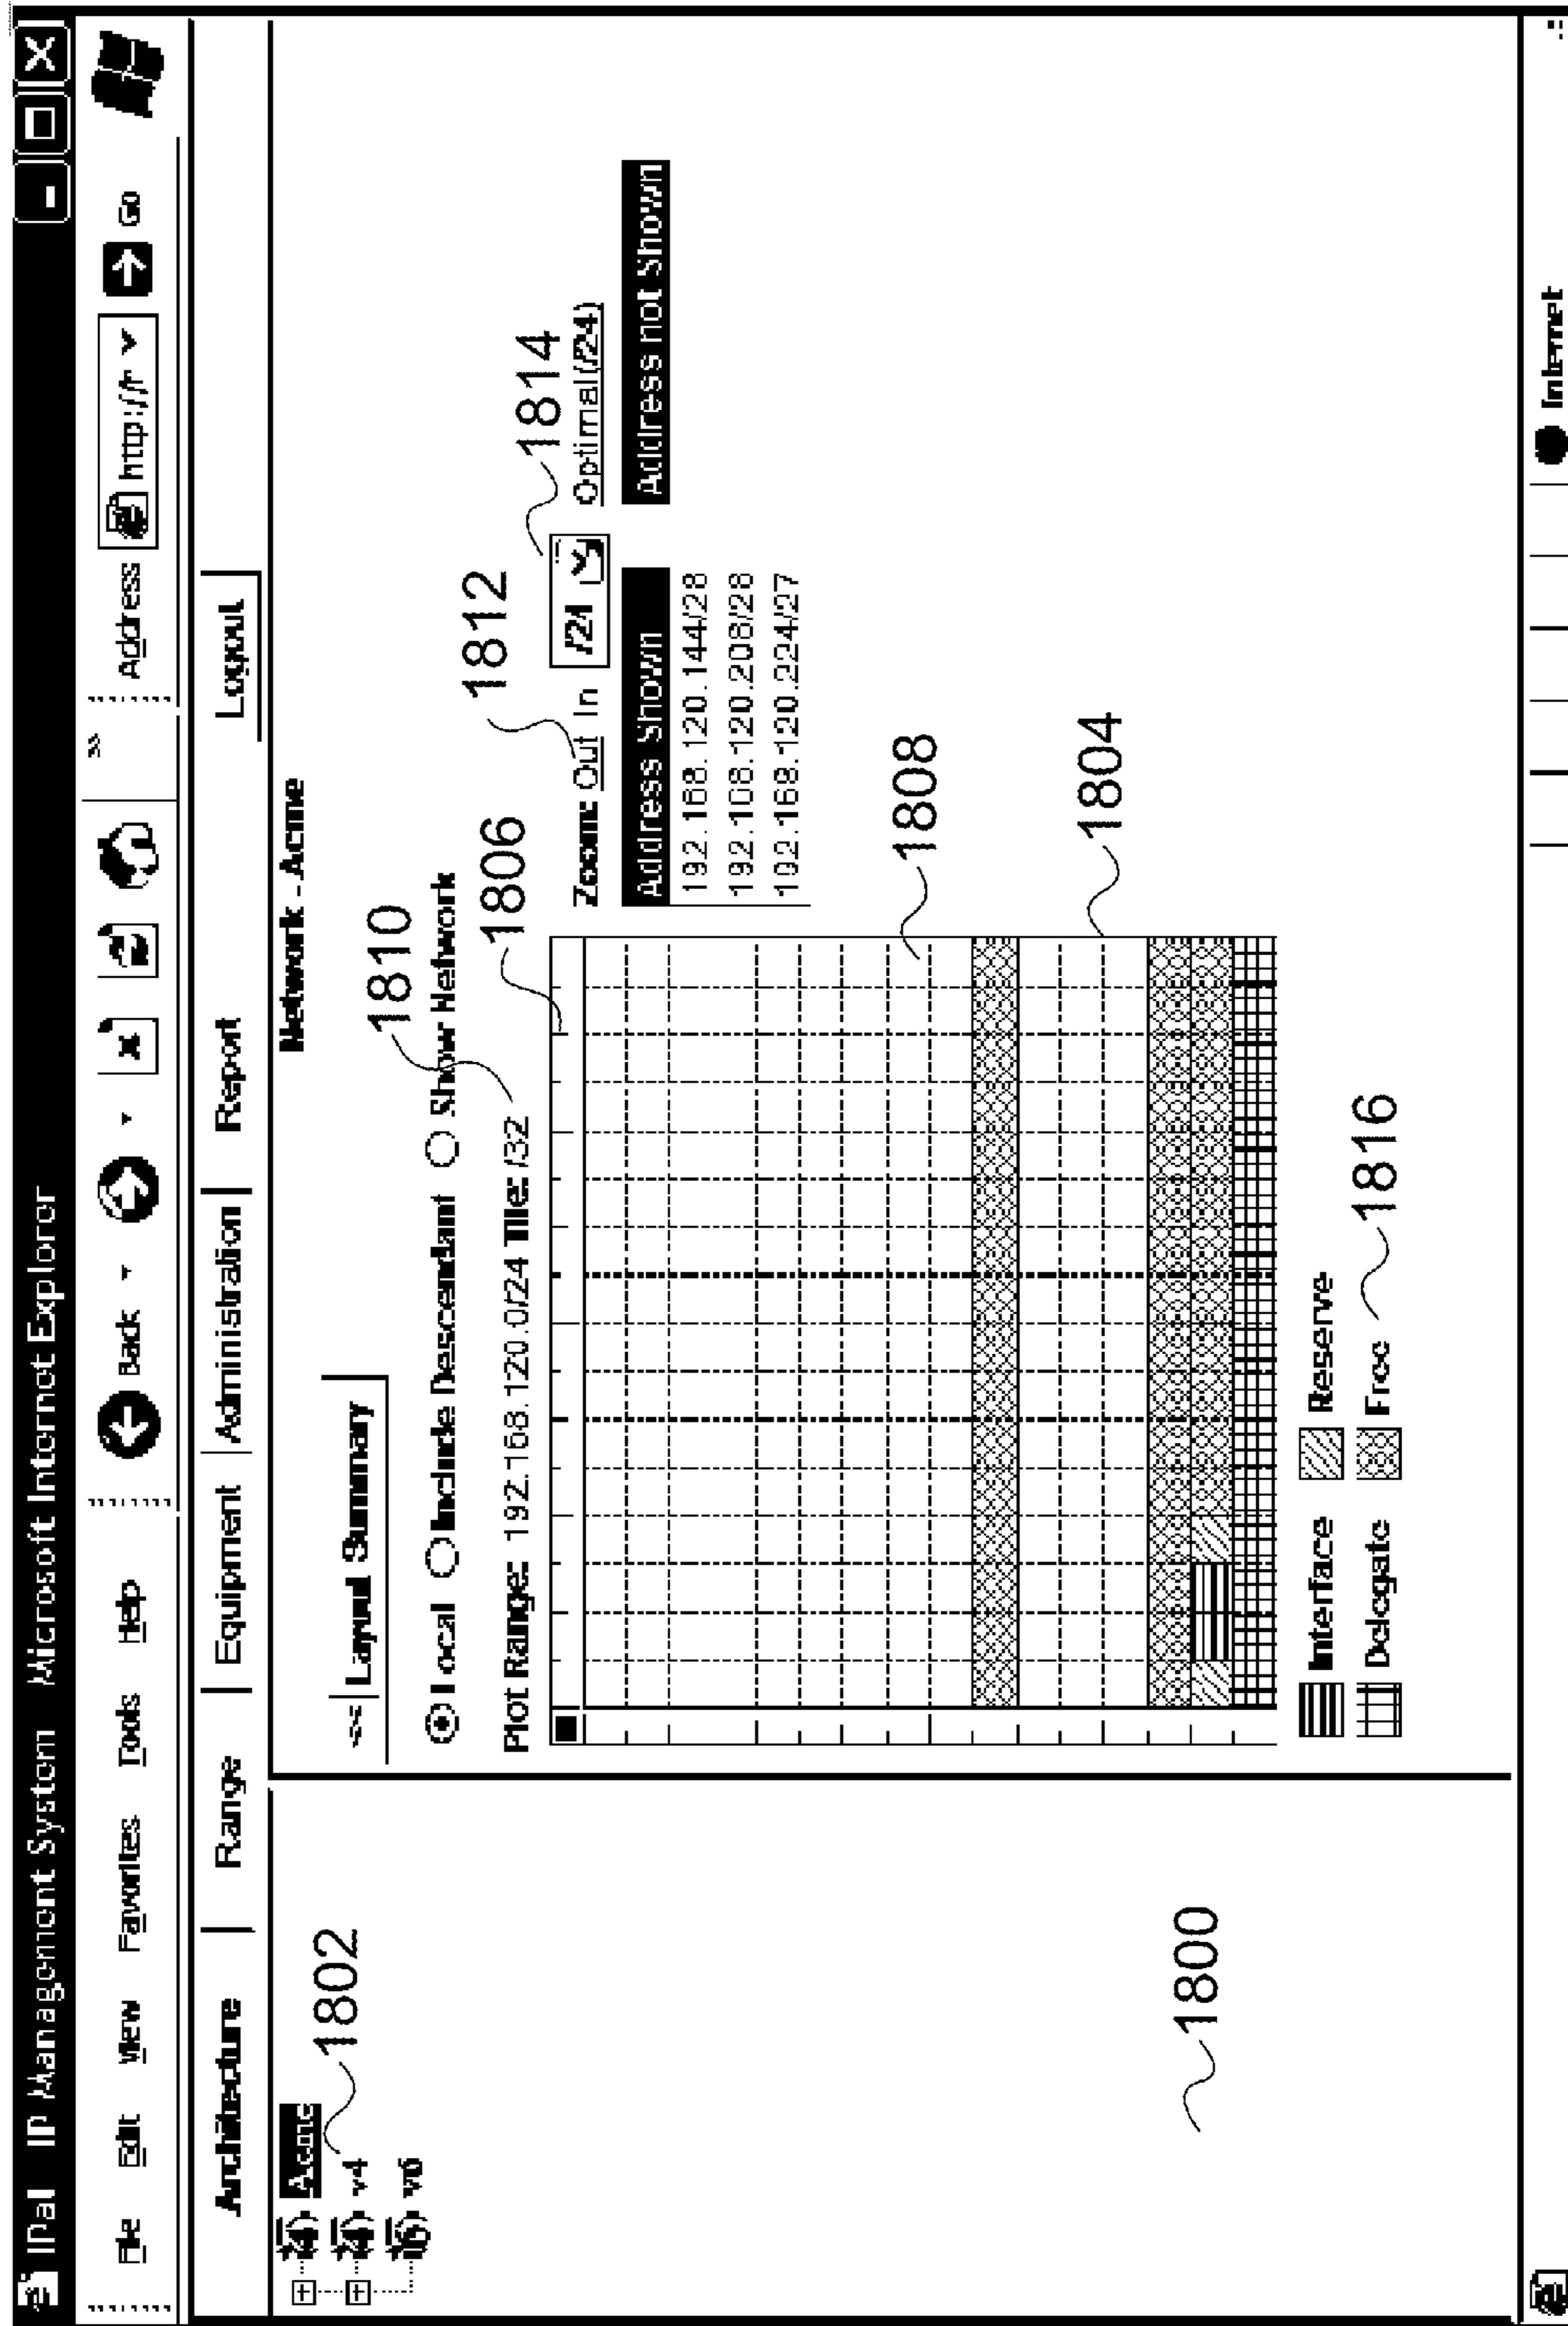 IPal IP Management System Microsoft Internet Explorer
File Edit View Favorites Tools Help Back » Address http://r Go
Architecture Range Equipment Administration Report Logout
Acme
v4
v6
1802
1800
Network - Acme
<< Layout Summary
1810
Local Include Descendant Show Network
1806
Plot Range: 192.168.120.0/24 Tile: /32
1812
1814
Zoom: Out In /24 Optimal(/24)
Address Shown Address not Shown
192.168.120.144/28
192.168.120.208/28
192.168.120.224/27
1808
1804
Interface Reserve
Delegate Free
1816
Internet